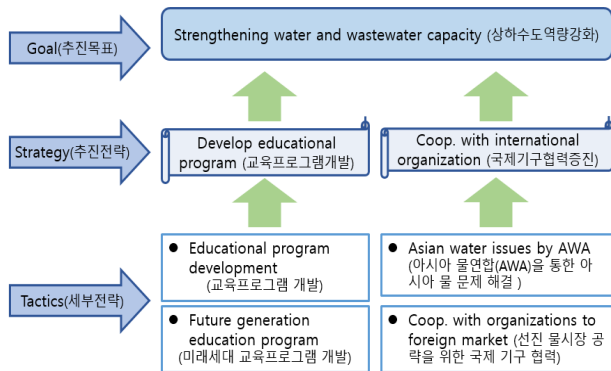 Goal(추진목표)
Strengthening water and wastewater capacity (상하수도역량강화)
Strategy(추진전략)
Develop educational
program (교육프로그램개발)
Coop. with international
organization (국제기구협력증진)
Tactics(세부전략)
● Educational program
development
(교육프로그램 개발)
● Asian water issues by AWA
(아시아 물연합(AWA)을 통한 아
시아 물 문제 해결 )
● Future generation
education program
(미래세대 교육프로그램 개발)
● Coop. with organizations to
foreign market (선진 물시장 공
략을 위한 국제 기구 협력)